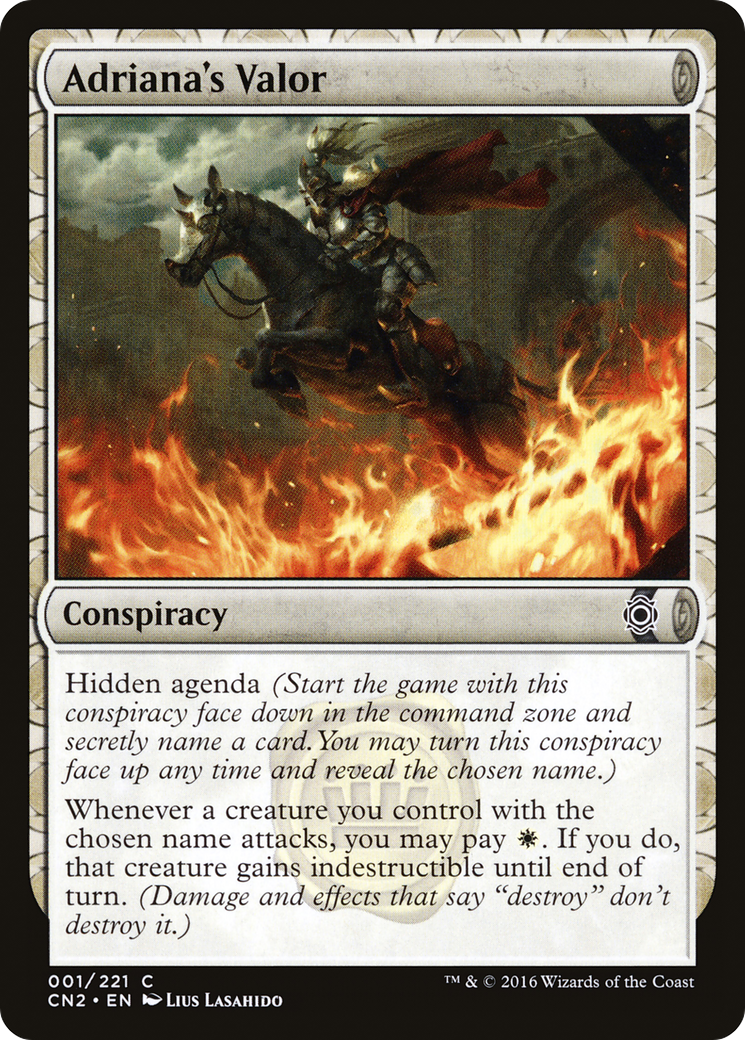 Adriana's Valor
Conspiracy
Hidden agenda (Start the game with this
conspiracy face down in the command zone and
secretly name a card. You may turn this conspiracy
face up any time and reveal the chosen name.)
Whenever a creature you control with the
chosen name attacks, you may pay . If you do,
that creature gains indestructible until end of
turn. (Damage and effects that say “destroy” don't
destroy it.)
001/221 C
CN2 • EN Lius Lasahido
™ & © 2016 Wizards of the Coast